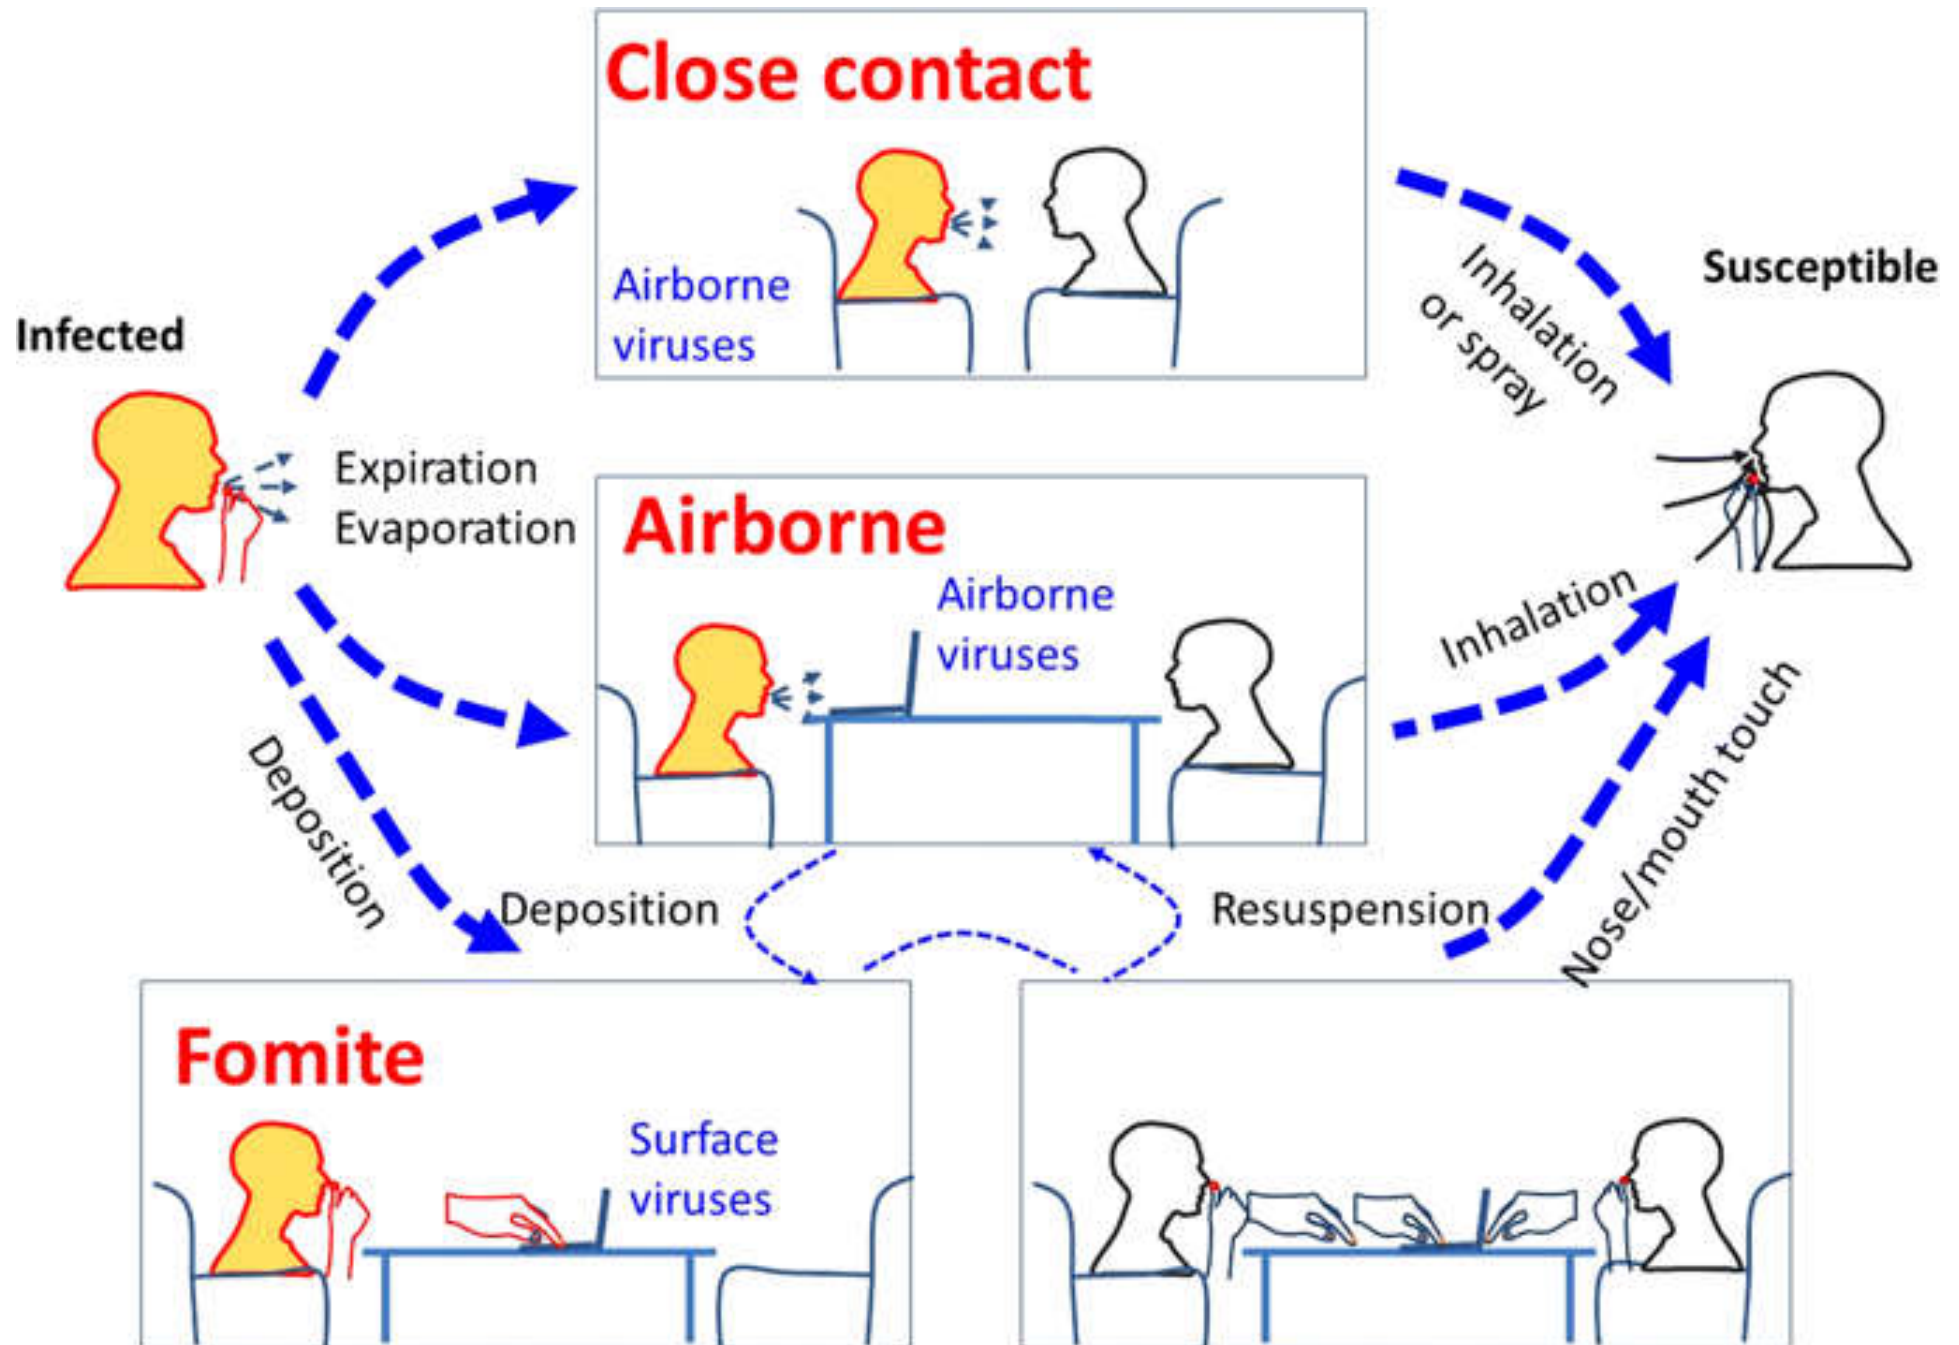 Close contact
Airborne
viruses
Inhalation
or spray
Susceptible
Infected
Expiration
Evaporation
Airborne
Airborne
viruses
Inhalation
Deposition
Deposition
Resuspension
Nose/mouth touch
Fomite
Surface
viruses